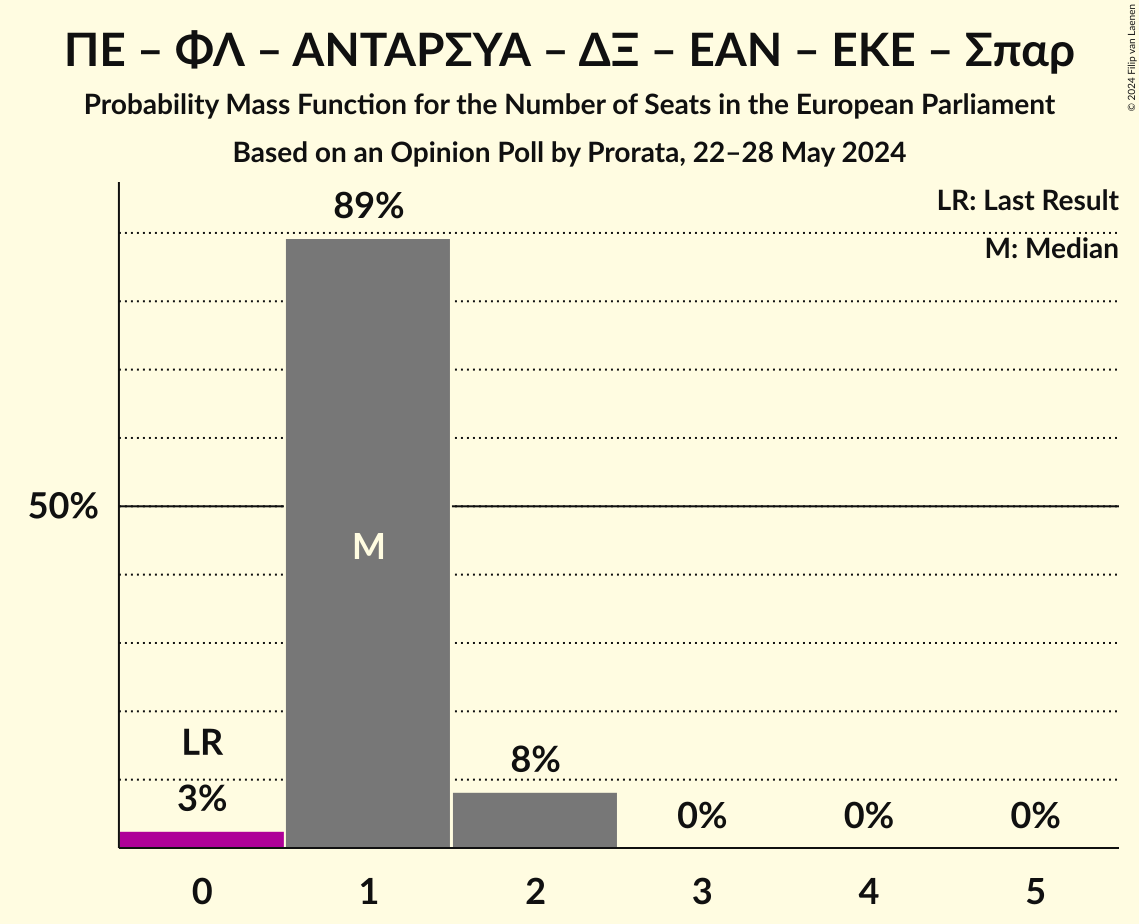 ΠΕ – ΦΛ – ΑΝΤΑΡΣΥΑ – ΔΞ – ΕΑΝ – ΕΚΕ – Σπαρ
Probability Mass Function for the Number of Seats in the European Parliament
Based on an Opinion Poll by Prorata, 22–28 May 2024
© 2024 Filip van Laenen
LR: Last Result
M: Median
89%
50%
M
LR
3%
8%
0%
0%
0%
0
1
2
3
4
5